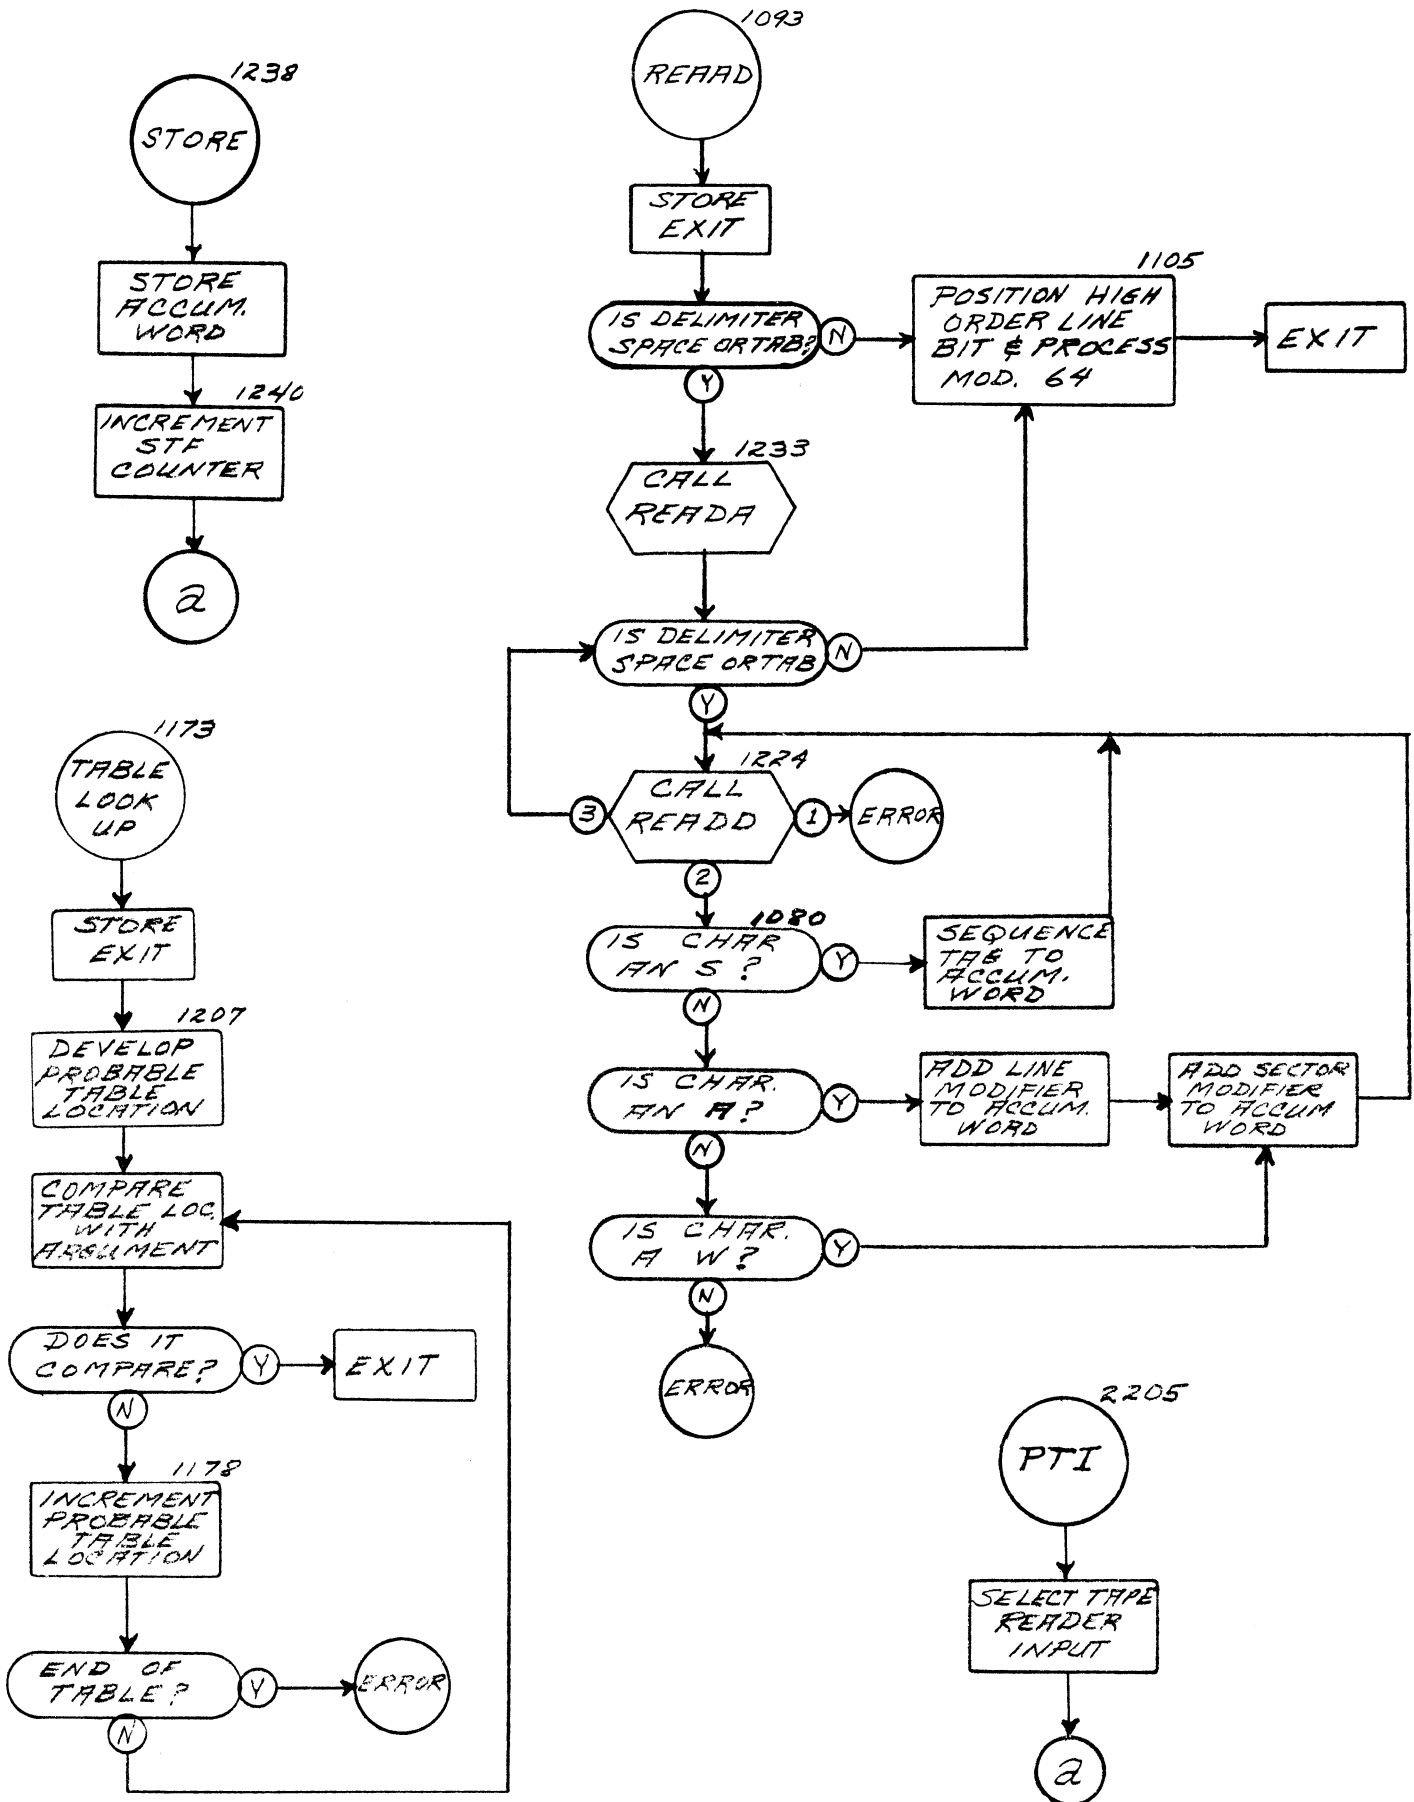 1238
STORE
STORE
ACCUM.
WORD
1240
INCREMENT
STF
COUNTER
a
1093
REAAD
STORE
EXIT
IS DELIMITER
SPACE OR TAB?
N
Y
1105
POSITION HIGH
ORDER LINE
BIT & PROCESS
MOD. 64
EXIT
1233
CALL
READA
IS DELIMITER
SPACE OR TAB
N
Y
1224
CALL
READD
3
1
ERROR
2
1080
IS CHAR
AN S?
Y
SEQUENCE
TAG TO
ACCUM.
WORD
N
IS CHAR.
AN A?
Y
ADD LINE
MODIFIER
TO ACCUM.
WORD
ADD SECTOR
MODIFIER
TO ACCUM
WORD
N
IS CHAR.
A W?
Y
N
ERROR
1173
TABLE
LOOK
UP
STORE
EXIT
1207
DEVELOP
PROBABLE
TABLE
LOCATION
COMPARE
TABLE LOC.
WITH
ARGUMENT
DOES IT
COMPARE?
Y
EXIT
N
1178
INCREMENT
PROBABLE
TABLE
LOCATION
END OF
TABLE?
Y
ERROR
N
2205
PTI
SELECT TAPE
READER
INPUT
a